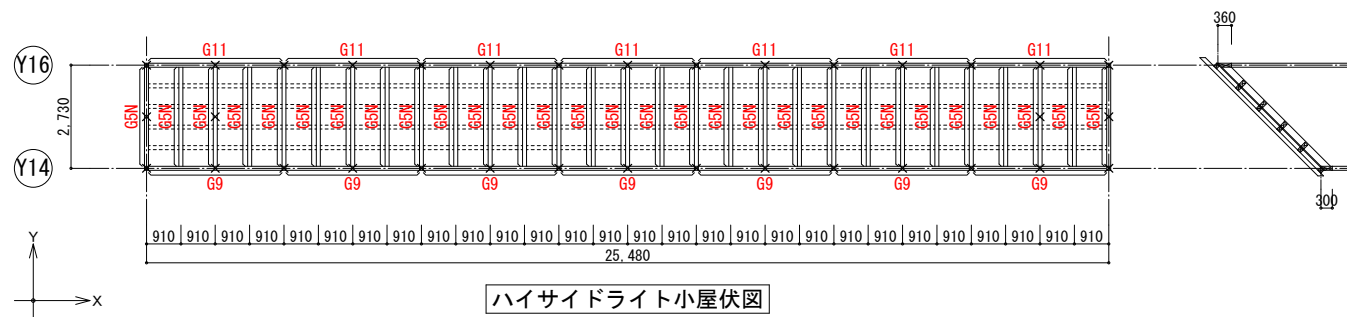 360
G11 G11 G11 G11 G11 G11 G11
Y16
2,730
G5N G5N G5N G5N G5N G5N G5N G5N G5N G5N G5N G5N G5N G5N G5N G5N G5N G5N G5N G5N G5N G5N G5N G5N G5N G5N G5N G5N G5N
Y14
G9 G9 G9 G9 G9 G9 G9
300
910 910 910 910 910 910 910 910 910 910 910 910 910 910 910 910 910 910 910 910 910 910 910 910 910 910 910 910
25,480
Y
X
ハイサイドライト小屋伏図